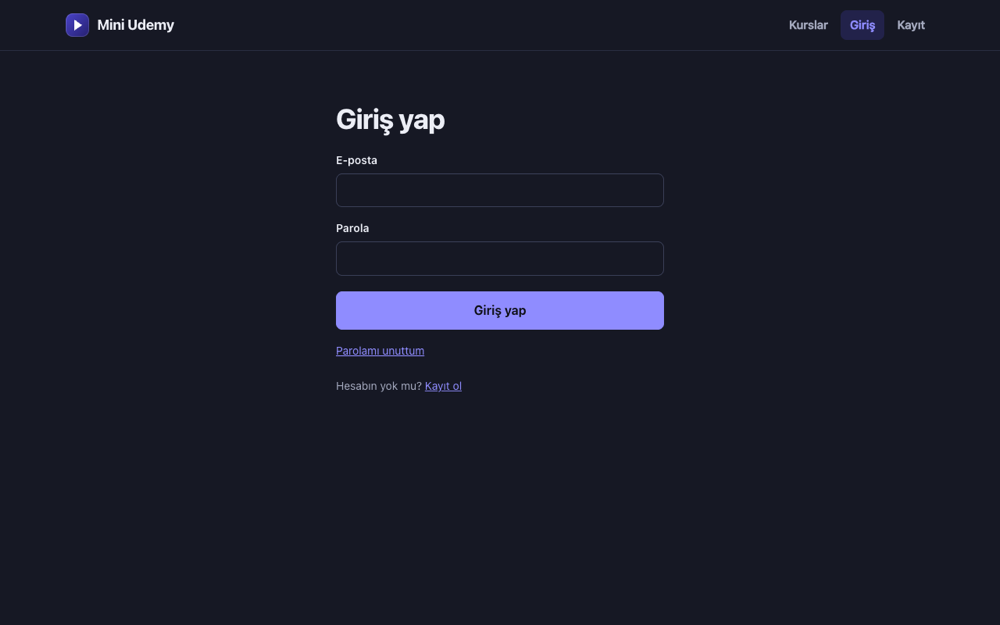 Mini Udemy
Kurslar
Giriş
Kayıt
Giriş yap
E-posta
Parola
Giriş yap
Parolamı unuttum
Hesabın yok mu? Kayıt ol